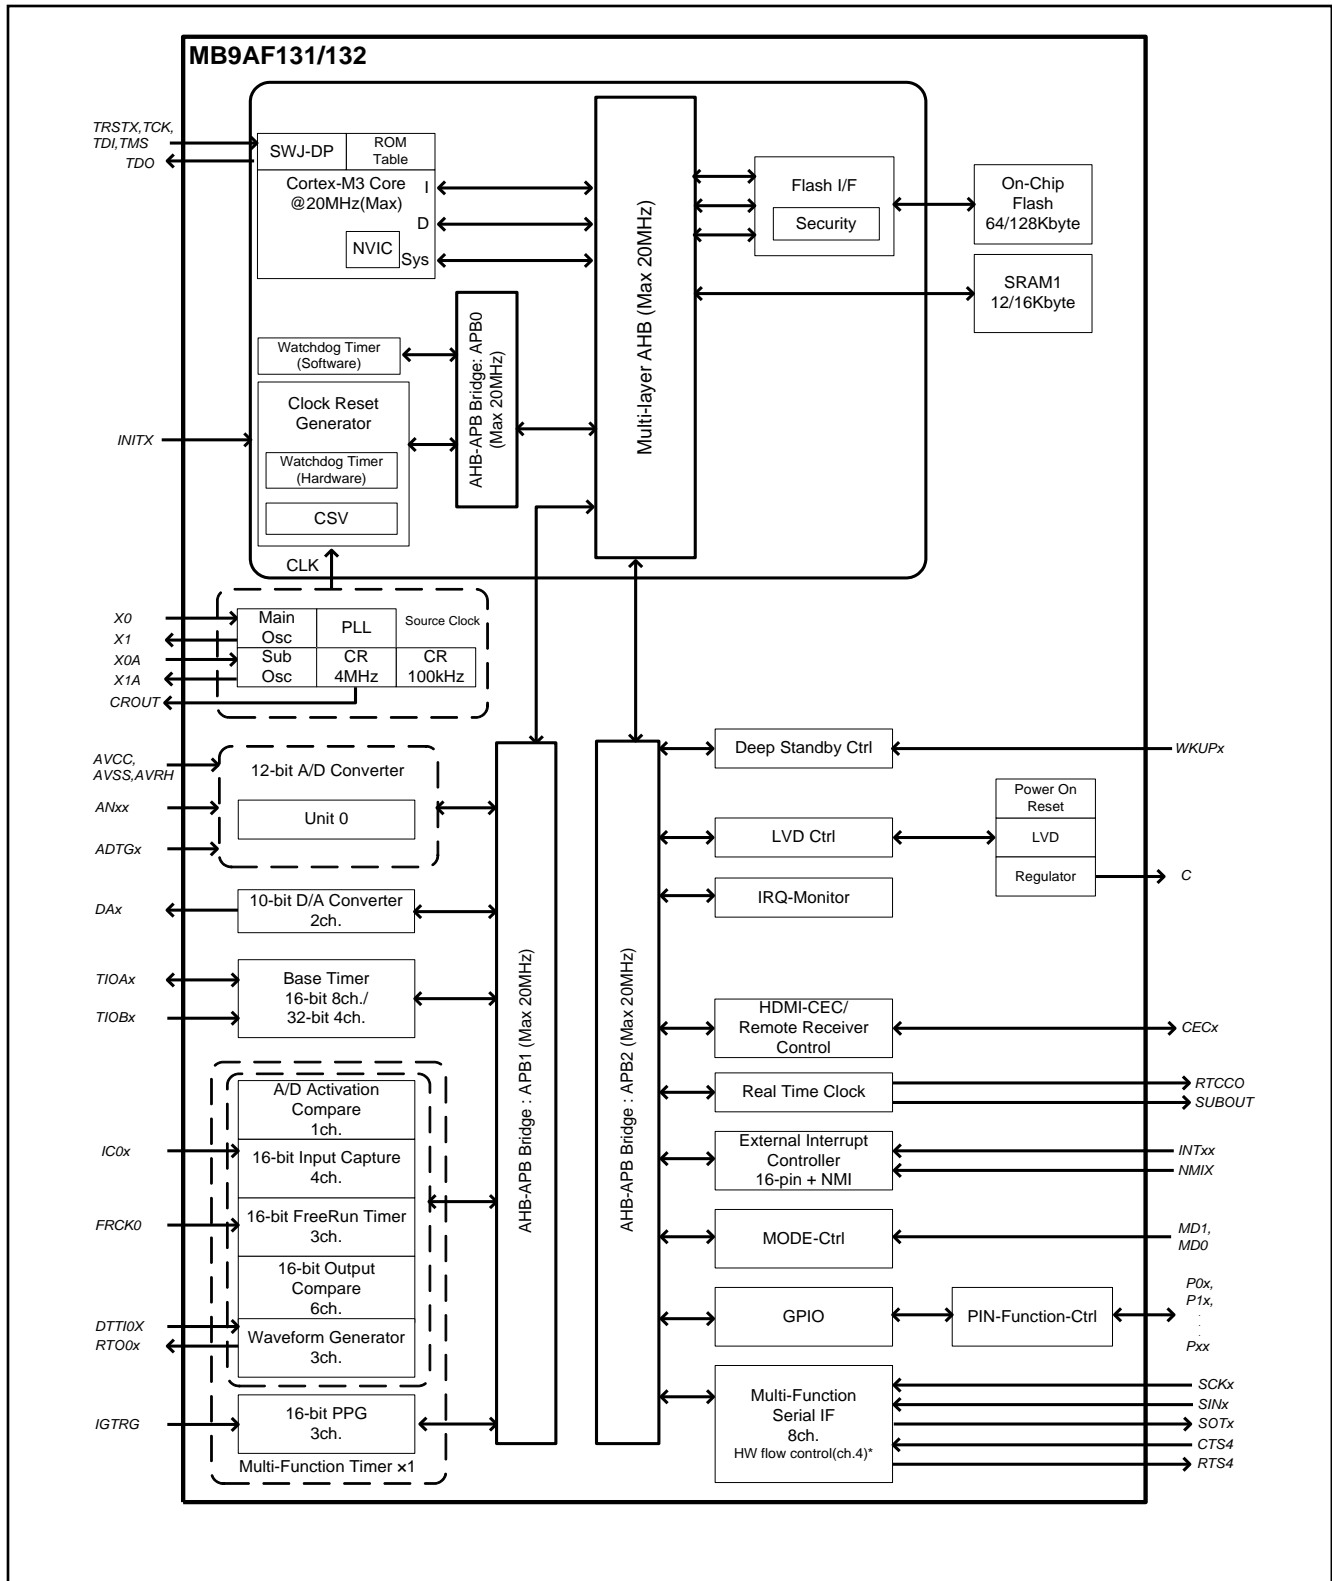 MB9AF131/132
TRSTX,TCK,
TDI,TMS
TDO
SWJ-DP
ROM
Table
Cortex-M3 Core
@20MHz(Max)
I
D
Sys
NVIC
Multi-layer AHB (Max 20MHz)
Flash I/F
Security
On-Chip
Flash
64/128Kbyte
SRAM1
12/16Kbyte
Watchdog Timer
(Software)
AHB-APB Bridge: APB0
(Max 20MHz)
INITX
Clock Reset
Generator
Watchdog Timer
(Hardware)
CSV
CLK
X0
X1
X0A
X1A
CROUT
Main
Osc
PLL
Source Clock
Sub
Osc
CR
4MHz
CR
100kHz
AVCC,
AVSS,AVRH
ANxx
ADTGx
12-bit A/D Converter
Unit 0
DAx
10-bit D/A Converter
2ch.
TIOAx
TIOBx
Base Timer
16-bit 8ch./
32-bit 4ch.
A/D Activation
Compare
1ch.
IC0x
16-bit Input Capture
4ch.
FRCK0
16-bit FreeRun Timer
3ch.
16-bit Output
Compare
6ch.
DTTI0X
RTO0x
Waveform Generator
3ch.
IGTRG
16-bit PPG
3ch.
Multi-Function Timer ×1
AHB-APB Bridge : APB1 (Max 20MHz)
AHB-APB Bridge : APB2 (Max 20MHz)
Deep Standby Ctrl
WKUPx
LVD Ctrl
Power On
Reset
LVD
Regulator
C
IRQ-Monitor
HDMI-CEC/
Remote Receiver
Control
CECx
Real Time Clock
RTCCO
SUBOUT
External Interrupt
Controller
16-pin + NMI
INTxx
NMIX
MODE-Ctrl
MD1,
MD0
GPIO
PIN-Function-Ctrl
P0x,
P1x,
.
.
.
Pxx
Multi-Function
Serial IF
8ch.
HW flow control(ch.4)*
SCKx
SINx
SOTx
CTS4
RTS4